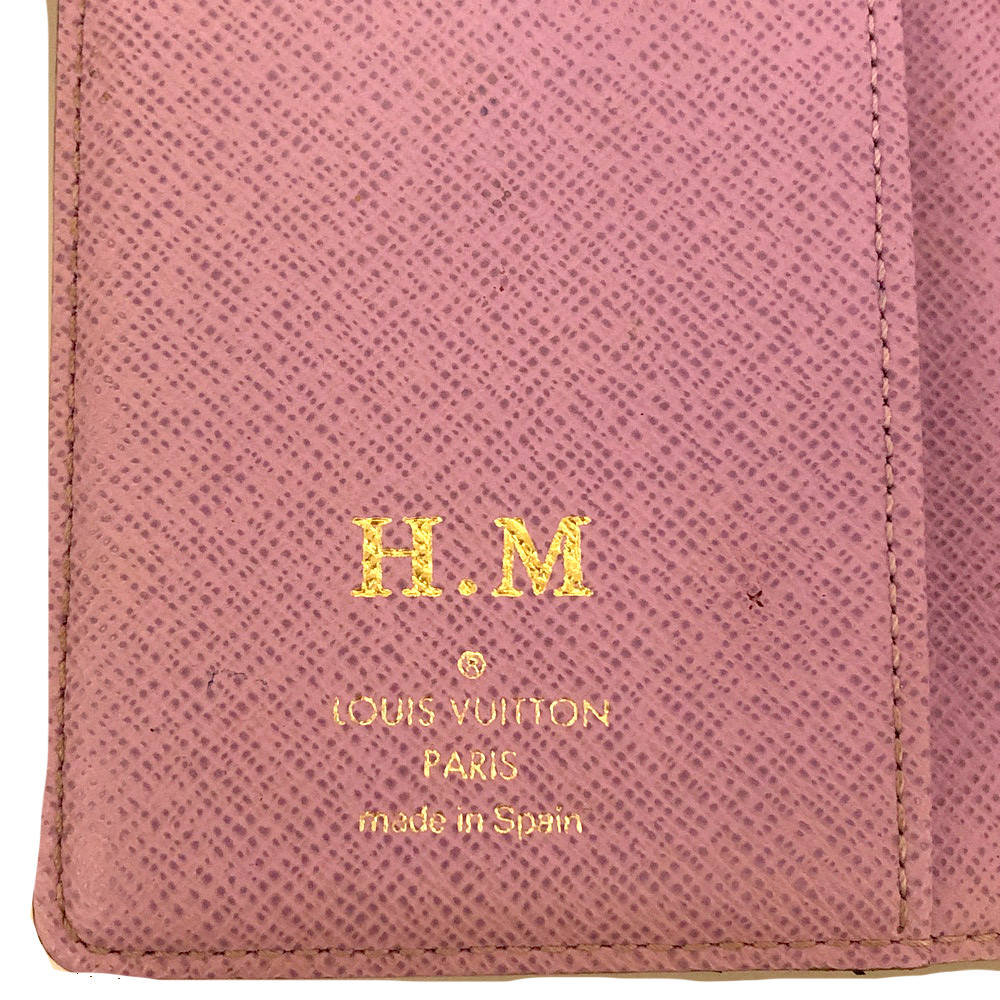 H.M
®
LOUIS VUITTON
PARIS
made in Spain